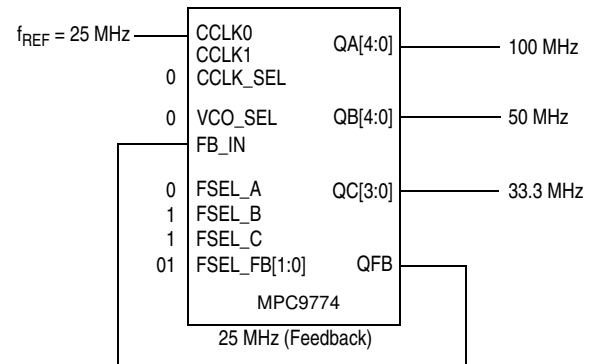 fREF = 25 MHz
CCLK0
CCLK1
0 CCLK_SEL
0 VCO_SEL
FB_IN
0 FSEL_A
1 FSEL_B
1 FSEL_C
01 FSEL_FB[1:0]
QA[4:0] 100 MHz
QB[4:0] 50 MHz
QC[3:0] 33.3 MHz
QFB
MPC9774
25 MHz (Feedback)